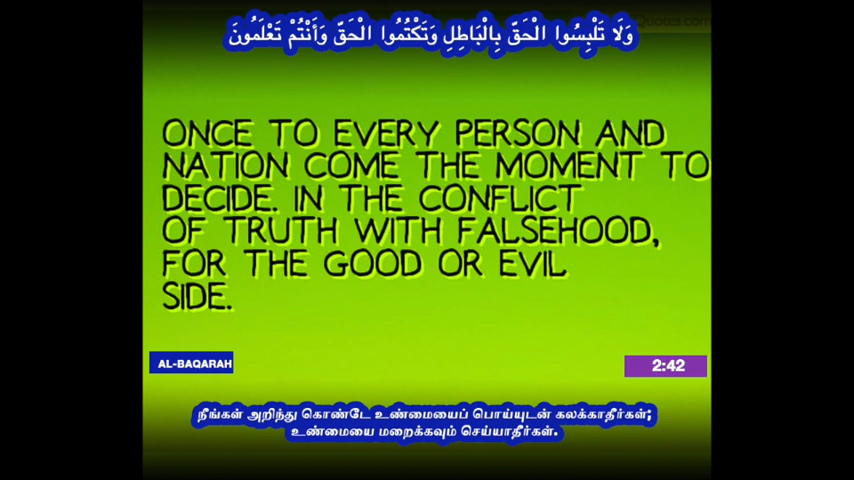 Quotes.com
وَلَا تَلْبِسُوا الْحَقَّ بِالْبَاطِلِ وَتَكْتُمُوا الْحَقَّ وَأَنْتُمْ تَعْلَمُونَ
ONCE TO EVERY PERSON AND
NATION COME THE MOMENT TO
DECIDE. IN THE CONFLICT
OF TRUTH WITH FALSEHOOD,
FOR THE GOOD OR EVIL
SIDE.
AL-BAQARAH
2:42
நீங்கள் அறிந்து கொண்டே உண்மையைப் பொய்யுடன் கலக்காதீர்கள்;
உண்மையை மறைக்கவும் செய்யாதீர்கள்.